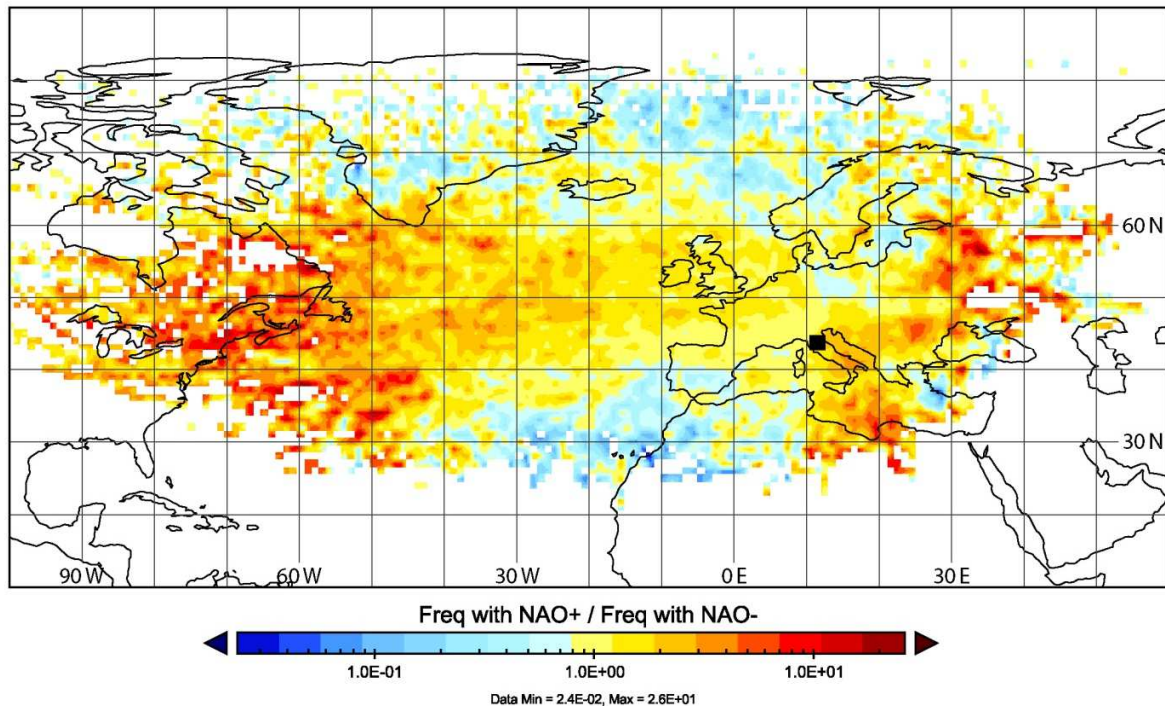 60 N
30 N
90 W 60 W 30 W 0 E 30 E
Freq with NAO+ / Freq with NAO-
1.0E-01 1.0E+00 1.0E+01
Data Min = 2.4E-02, Max = 2.6E+01